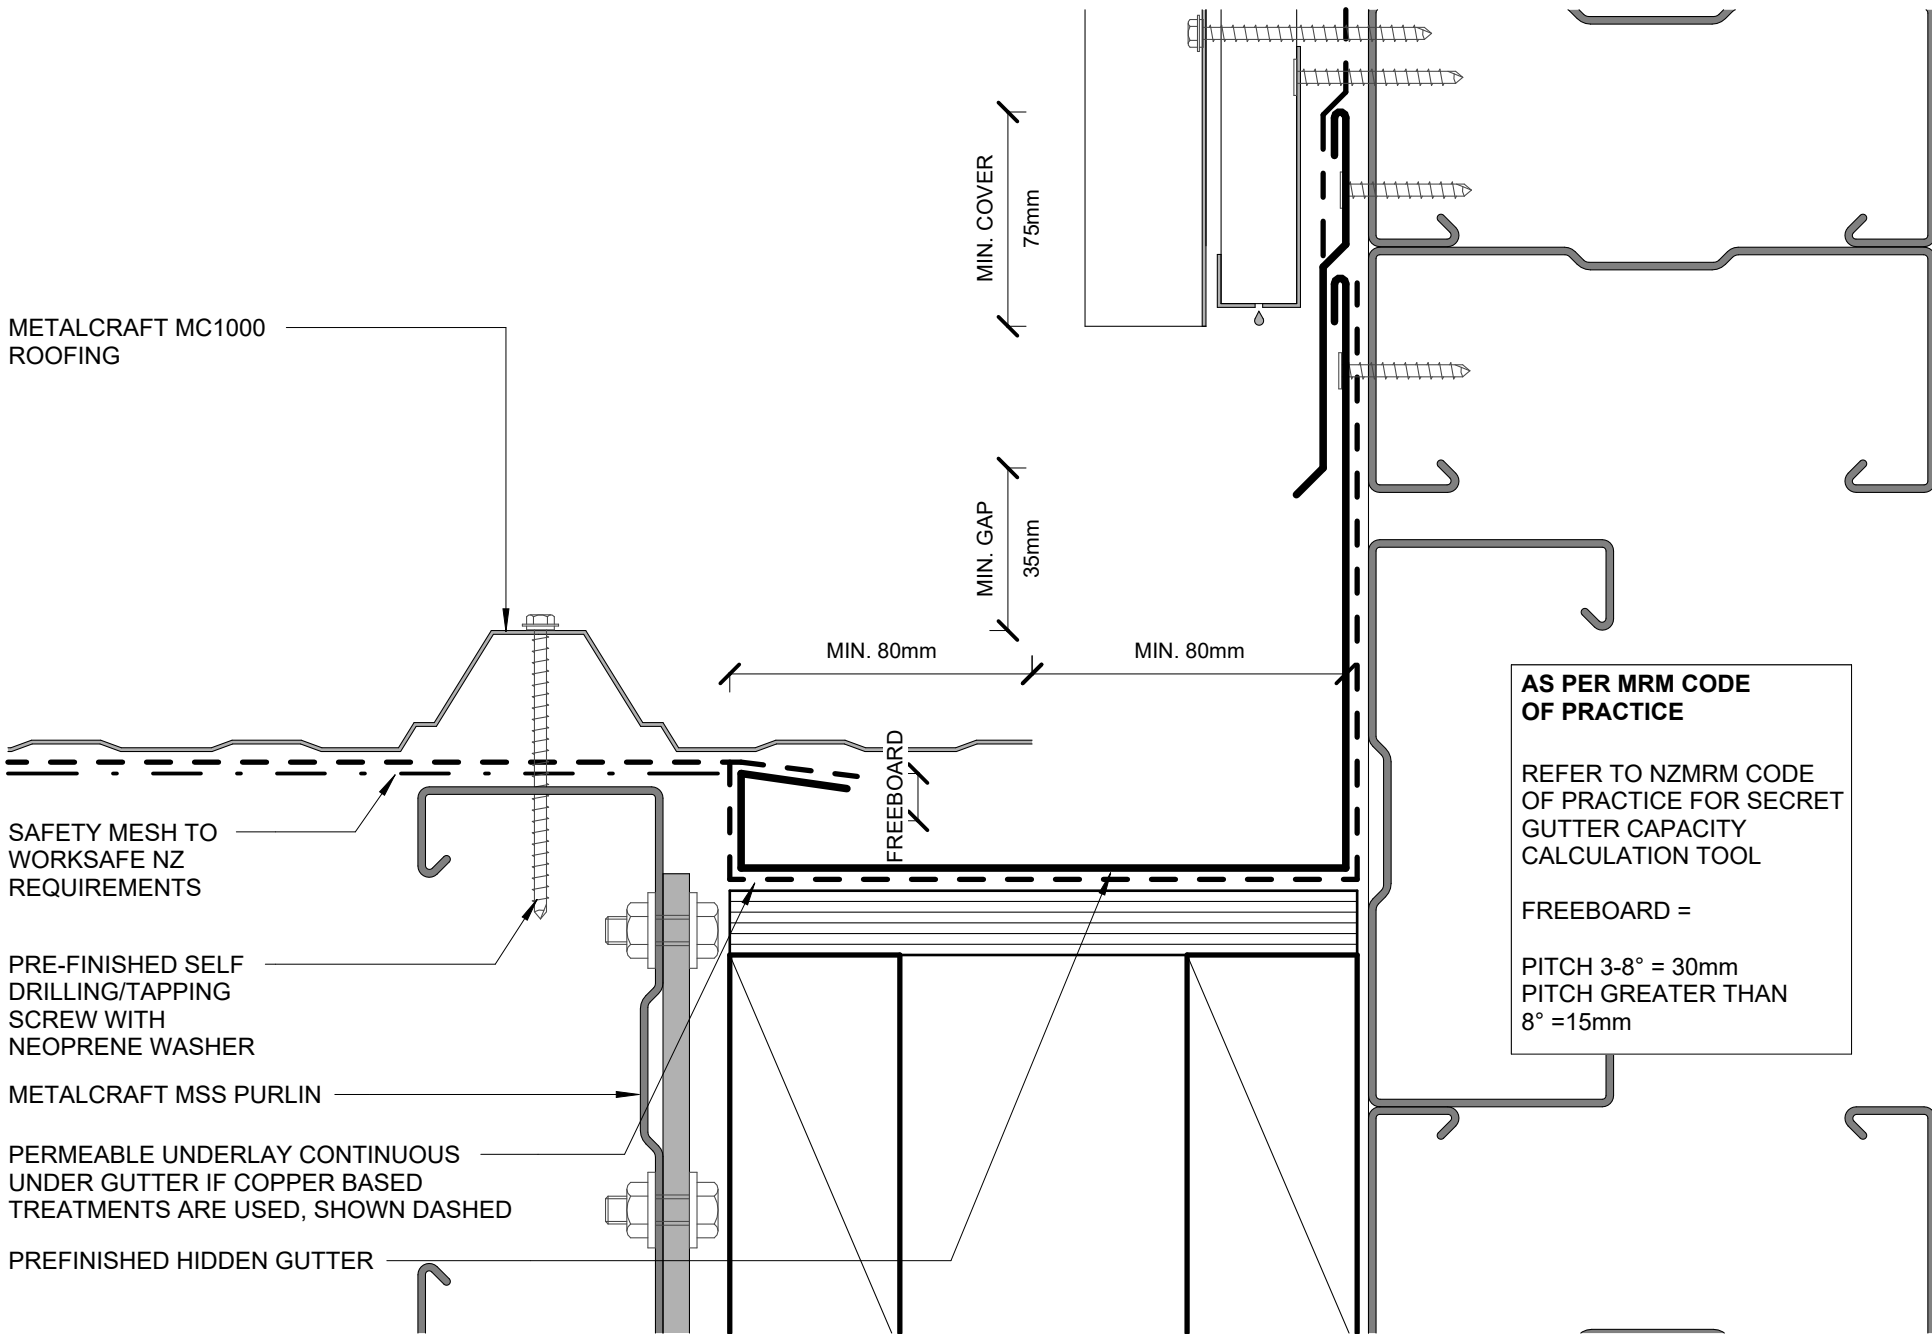 MIN. COVER
75mm
METALCRAFT MC1000
ROOFING
MIN. GAP
35mm
MIN. 80mm
MIN. 80mm
FREEBOARD
SAFETY MESH TO
WORKSAFE NZ
REQUIREMENTS
PRE-FINISHED SELF
DRILLING/TAPPING
SCREW WITH
NEOPRENE WASHER
METALCRAFT MSS PURLIN
PERMEABLE UNDERLAY CONTINUOUS
UNDER GUTTER IF COPPER BASED
TREATMENTS ARE USED, SHOWN DASHED
PREFINISHED HIDDEN GUTTER
AS PER MRM CODE
OF PRACTICE
REFER TO NZMRM CODE
OF PRACTICE FOR SECRET
GUTTER CAPACITY
CALCULATION TOOL
FREEBOARD =
PITCH 3-8° = 30mm
PITCH GREATER THAN
8° =15mm